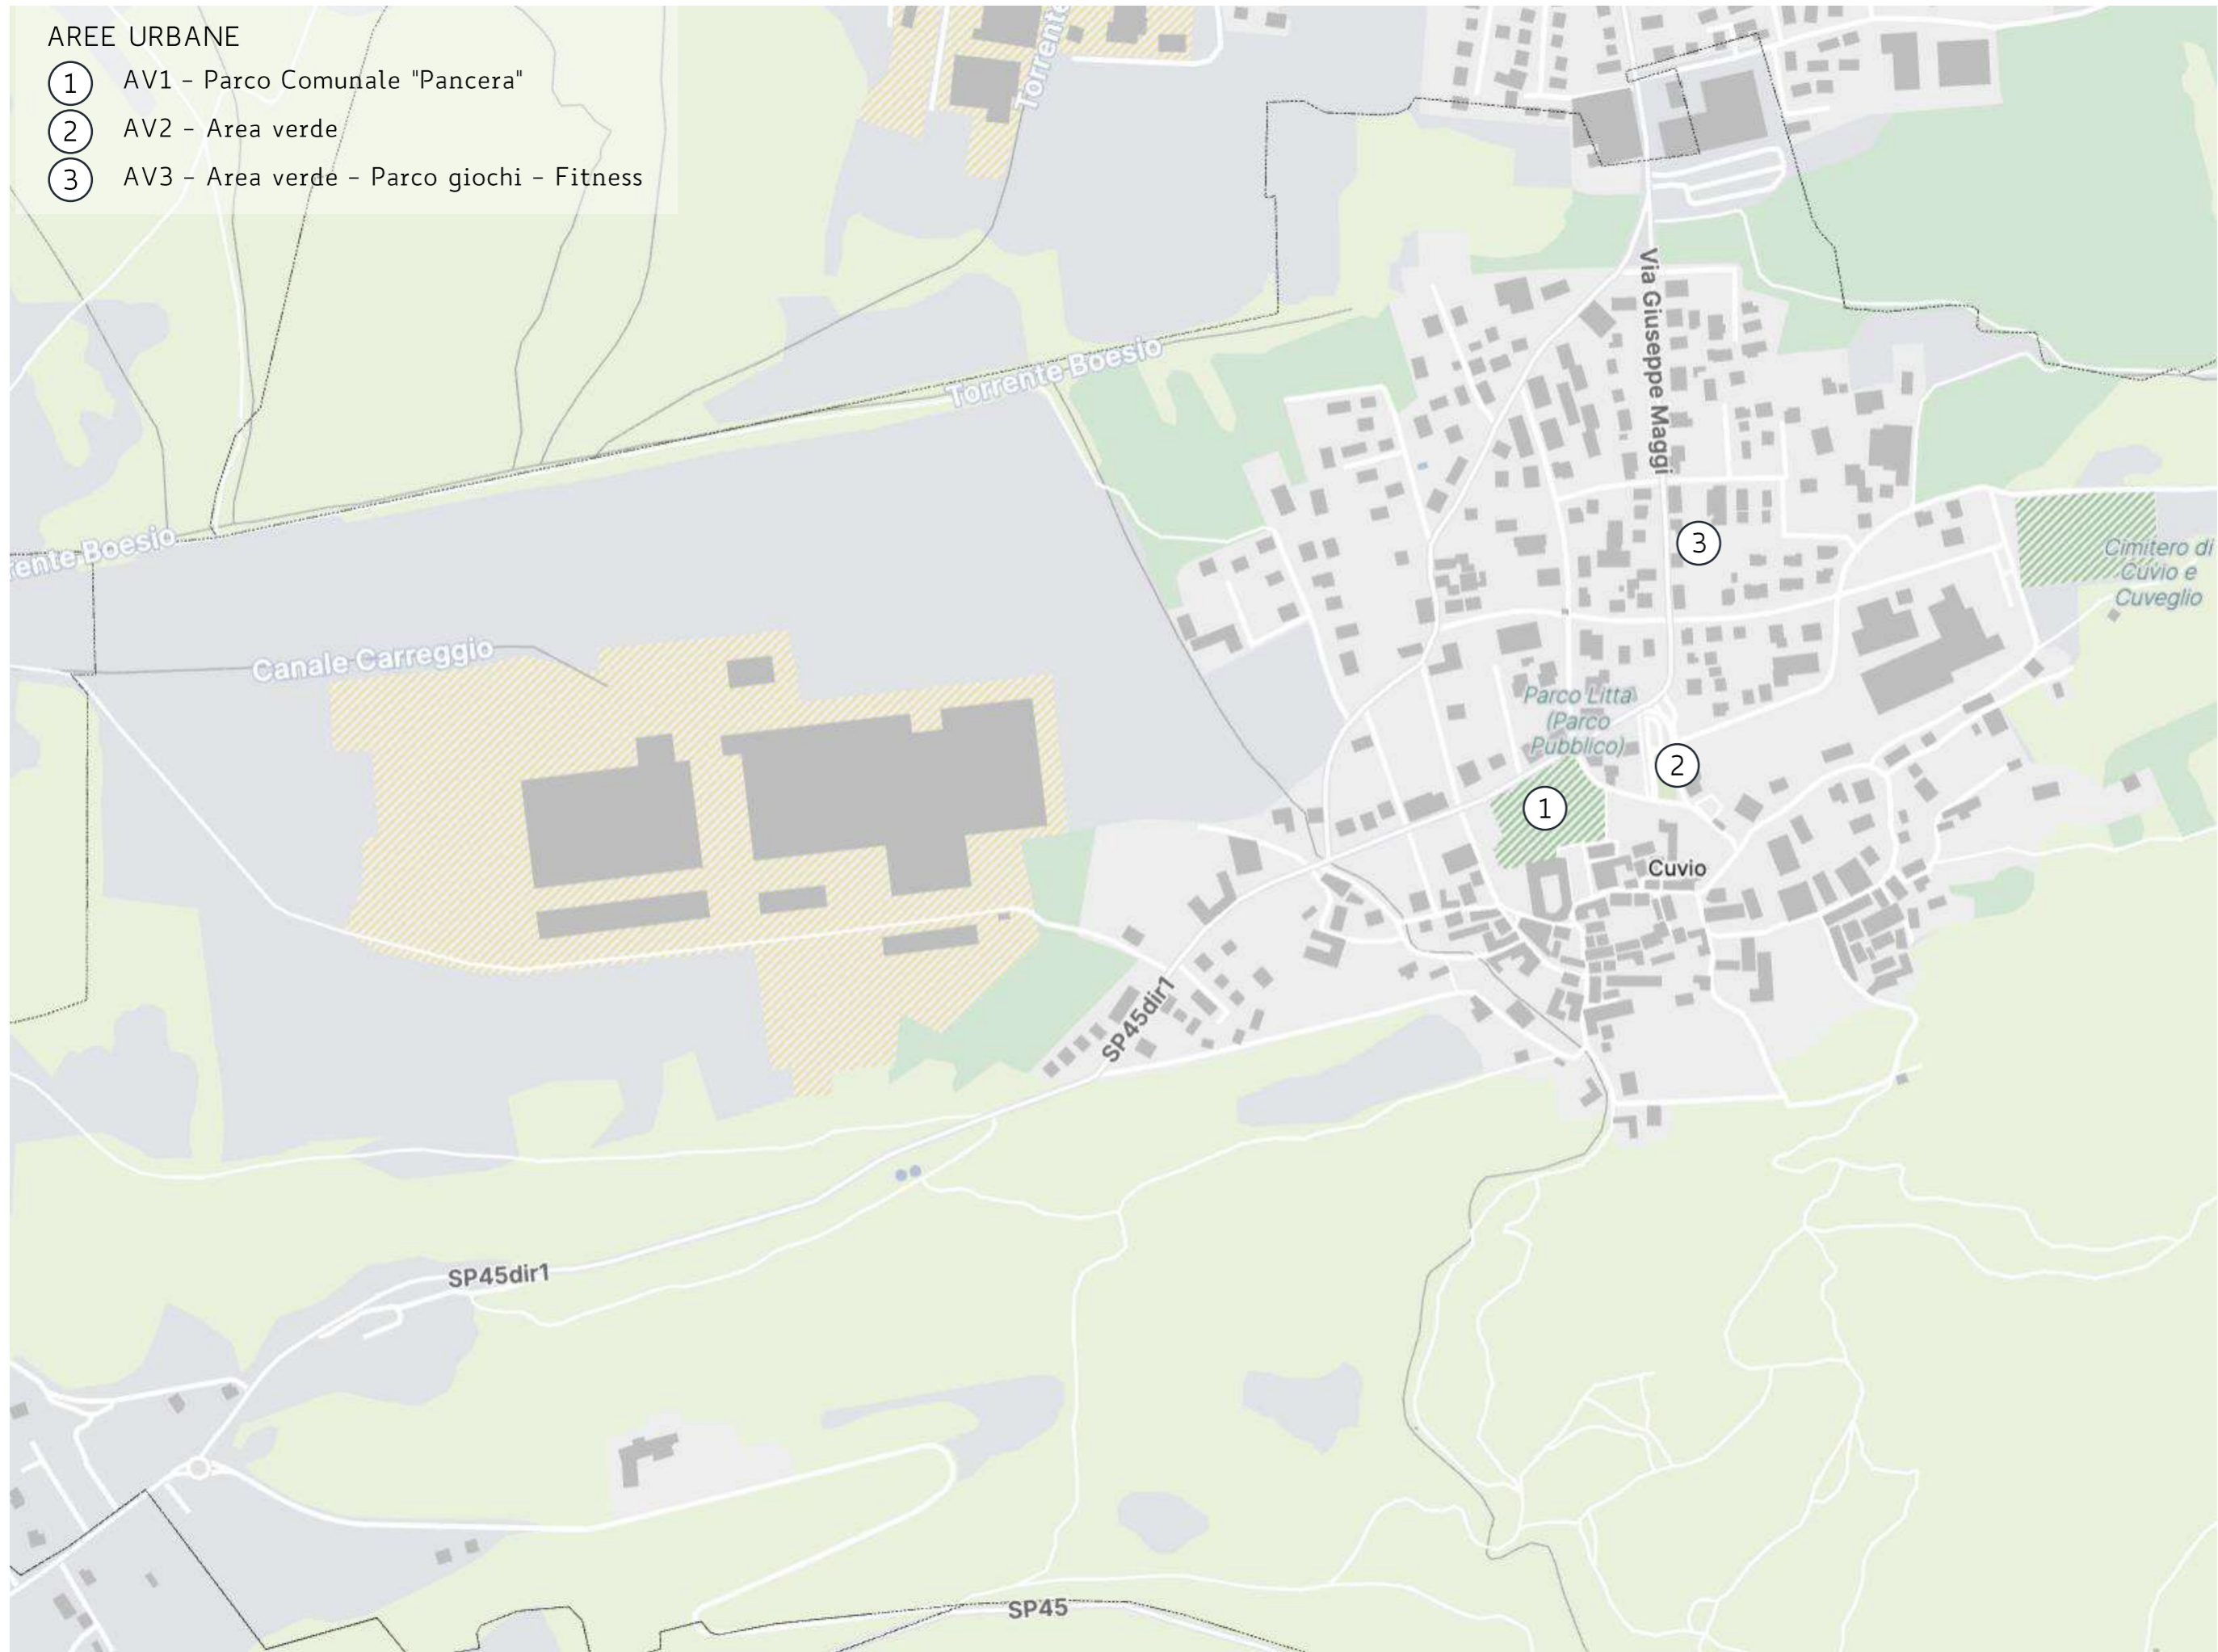 AREE URBANE
1 AV1 - Parco Comunale "Pancera"
2 AV2 - Area verde
3 AV3 - Area verde - Parco giochi - Fitness
Torrente
Via Giuseppe Maggi
Torrente Boesio
rente Boesio
3
Cimitero di
Cuvio e
Cuveglio
Canale Carreggio
Parco Litta
(Parco
Pubblico)
2
1
Cuvio
SP45dir1
SP45dir1
SP45